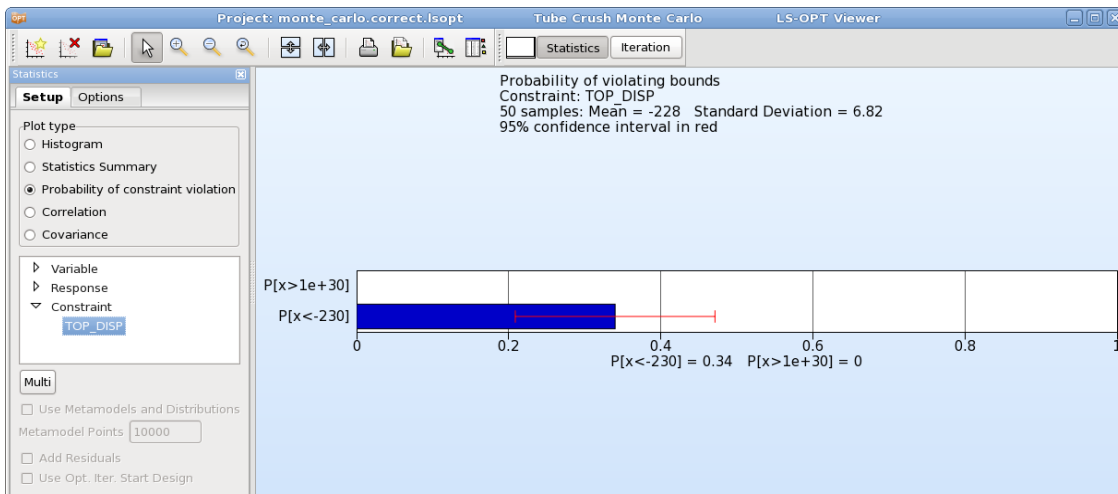 OPT
Project: monte_carlo.correct.lsopt Tube Crush Monte Carlo LS-OPT Viewer
Statistics Iteration
Statistics
Setup Options
Plot type
Histogram
Statistics Summary
Probability of constraint violation
Correlation
Covariance
Variable
Response
Constraint
TOP_DISP
Multi
Use Metamodels and Distributions
Metamodel Points 10000
Add Residuals
Use Opt. Iter. Start Design
Probability of violating bounds
Constraint: TOP_DISP
50 samples: Mean = -228 Standard Deviation = 6.82
95% confidence interval in red
P[x>1e+30]
P[x<-230]
0 0.2 0.4 0.6 0.8 1
P[x<-230] = 0.34 P[x>1e+30] = 0